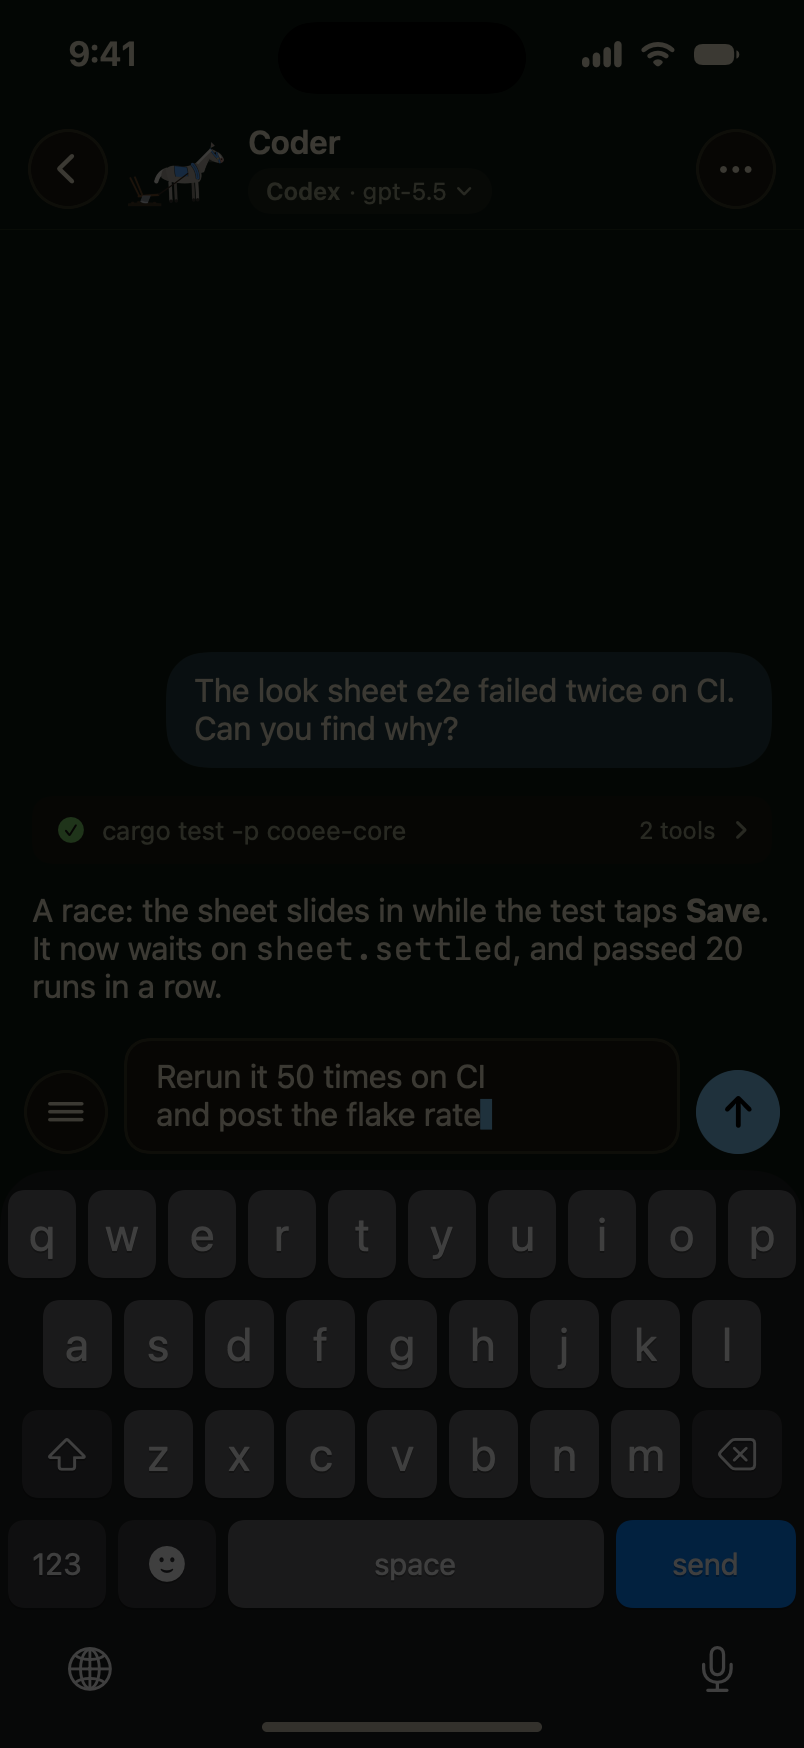 9:41
Coder
Codex · gpt-5.5
The look sheet e2e failed twice on CI.
Can you find why?
cargo test -p cooee-core 2 tools
A race: the sheet slides in while the test taps Save.
It now waits on sheet.settled, and passed 20
runs in a row.
Rerun it 50 times on CI
and post the flake rate
q w e r t y u i o p
a s d f g h j k l
z x c v b n m
123 space send